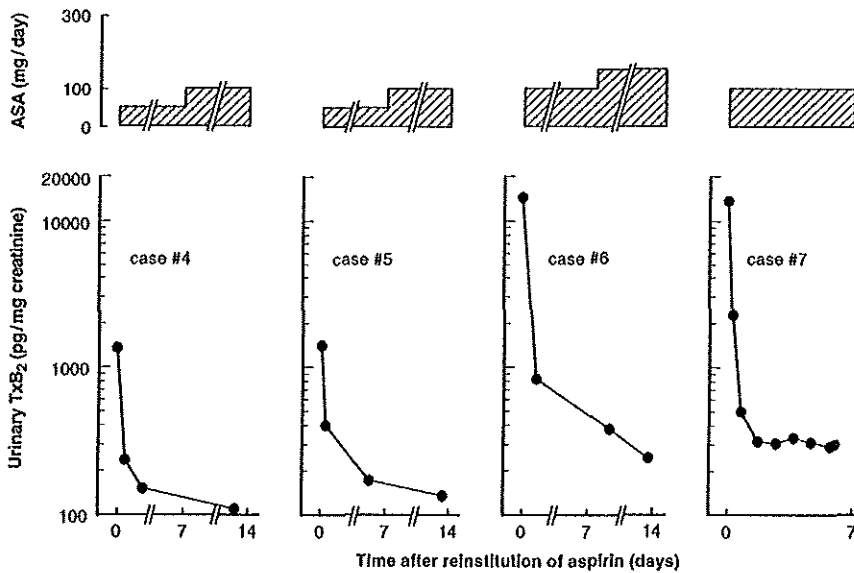 ASA (mg/day)
300
100
0
Urinary TxB₂ (pg/mg creatinine)
20000
10000
1000
100
case #4
case #5
case #6
case #7
0 7 14
0 7 14
0 7 14
0 7
Time after reinstitution of aspirin (days)